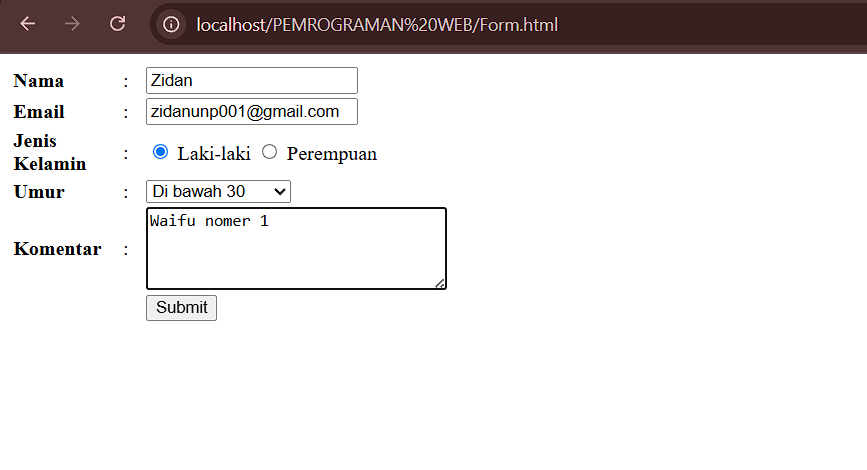 localhost/PEMROGRAMAN%20WEB/Form.html
Nama : Zidan
Email : zidanunp001@gmail.com
Jenis
Kelamin : Laki-laki Perempuan
Umur : Di bawah 30
Komentar : Waifu nomer 1
Submit